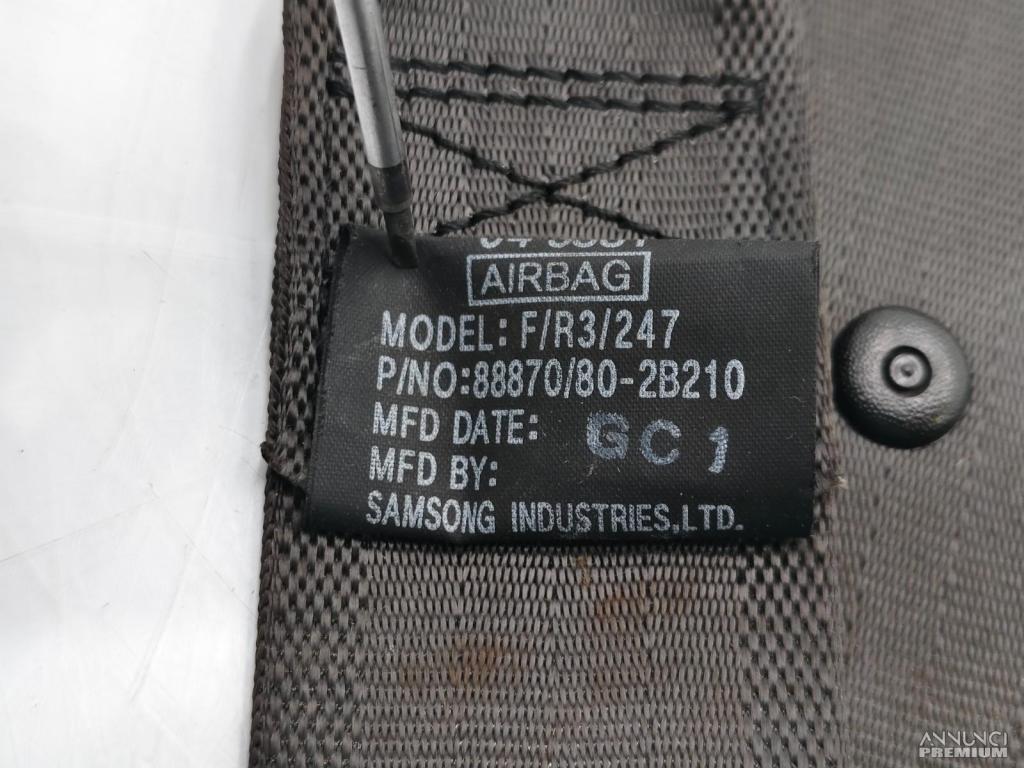 AIRBAG
MODEL: F/R3/247
P/NO:88870/80-2B210
MFD DATE: GC1
MFD BY:
SAMSONG INDUSTRIES,LTD.
ANNUNCI
PREMIUM